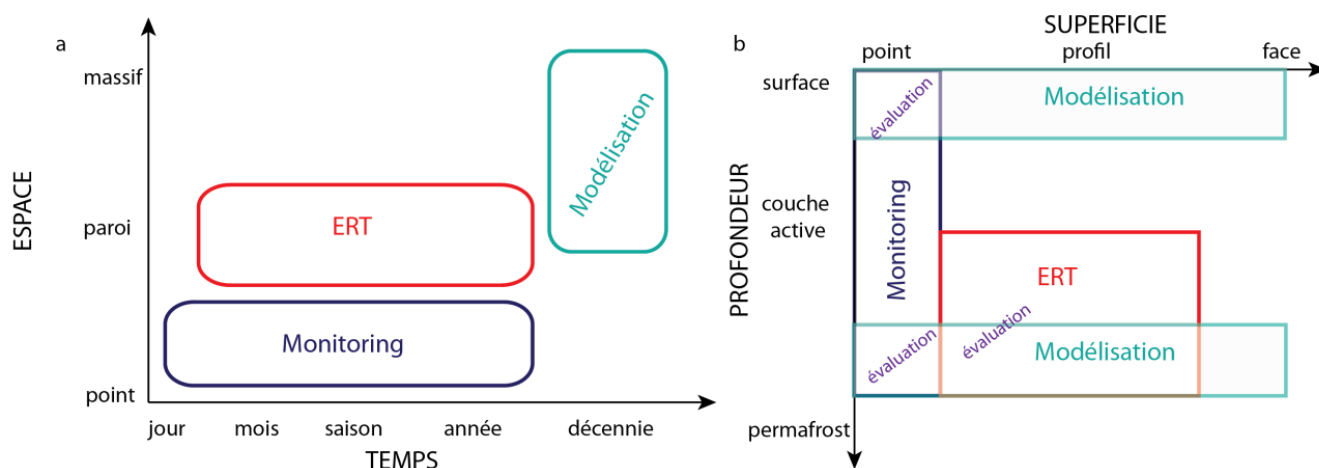 a
massif
paroi
point
ESPACE
ERT
Monitoring
Modélisation
jour mois saison année décennie
TEMPS
b
SUPERFICIE
point profil face
surface
couche
active
permafrost
PROFONDEUR
évaluation
Modélisation
Monitoring
ERT
évaluation
évaluation
Modélisation